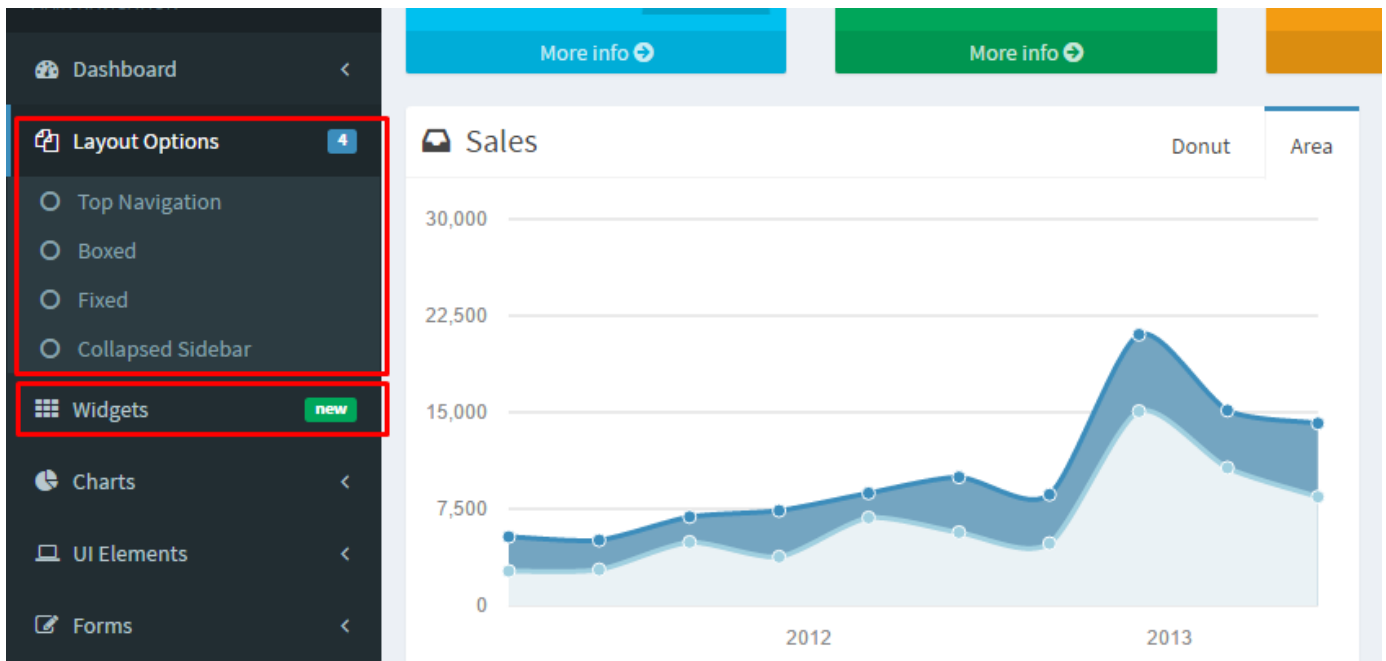 Dashboard
Layout Options 4
Top Navigation
Boxed
Fixed
Collapsed Sidebar
Widgets new
Charts
UI Elements
Forms
More info
More info
Sales
Donut Area
30,000
22,500
15,000
7,500
0
2012 2013